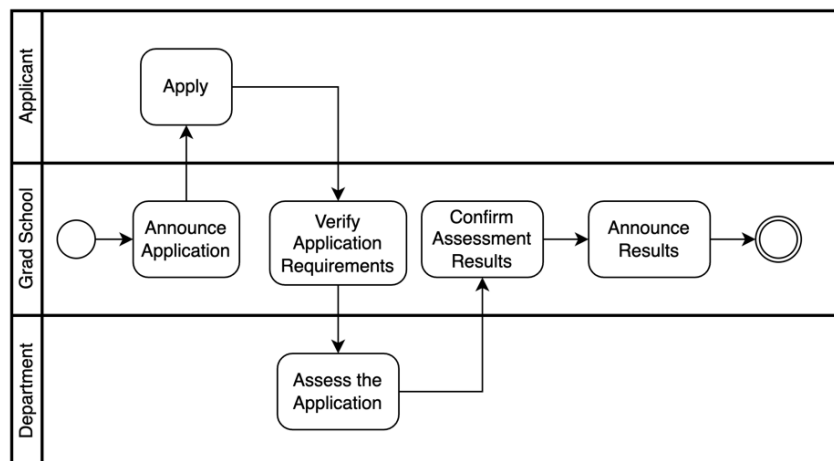 Applicant
Apply
Grad School
Announce
Application
Verify
Application
Requirements
Confirm
Assessment
Results
Announce
Results
Department
Assess the
Application